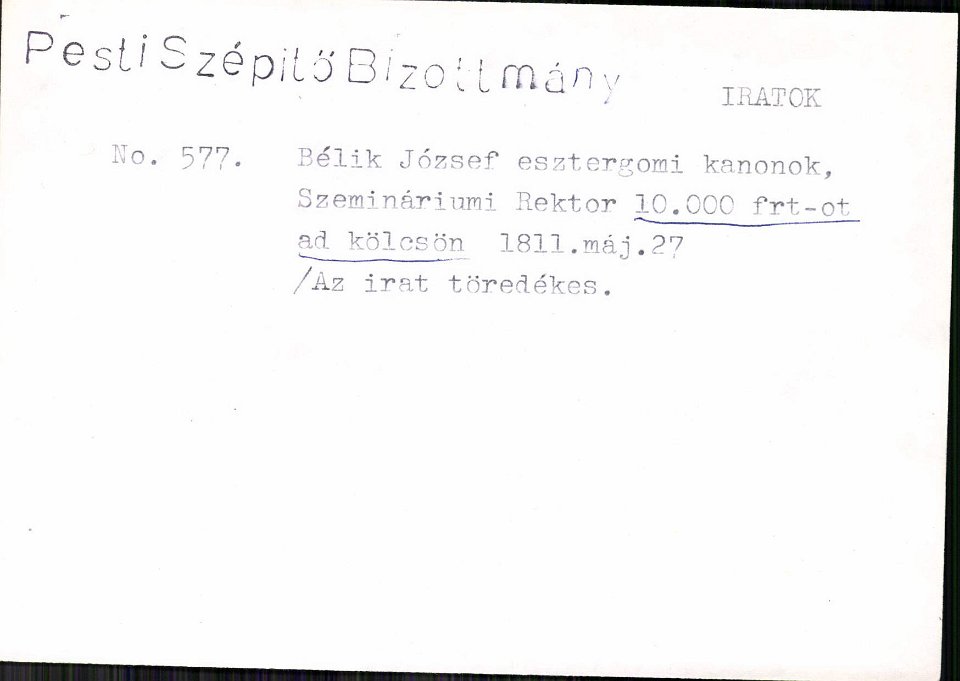 Pesti Szépitő Bizottmány
IRATOK
No. 577. Bélik József esztergomi kanonok,
Szemináriumi Rektor 10.000 frt-ot
ad kölcsön 1811.máj.27
/Az irat töredékes.